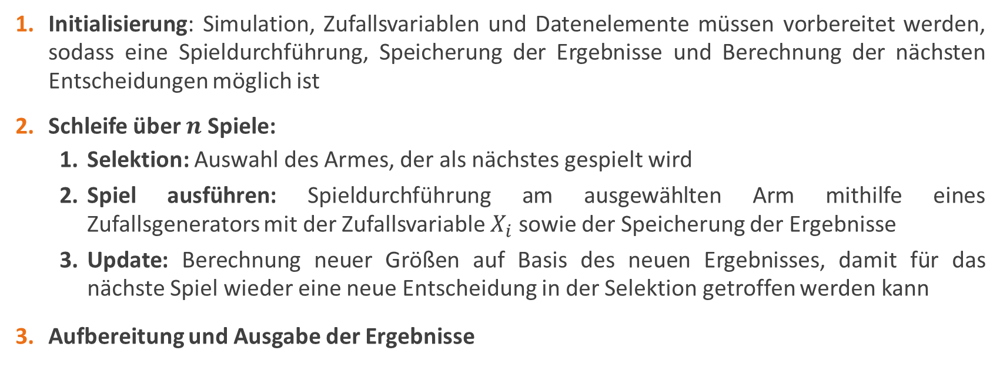 1. Initialisierung: Simulation, Zufallsvariablen und Datenelemente müssen vorbereitet werden,
sodass eine Spieldurchführung, Speicherung der Ergebnisse und Berechnung der nächsten
Entscheidungen möglich ist
2. Schleife über n Spiele:
1. Selektion: Auswahl des Armes, der als nächstes gespielt wird
2. Spiel ausführen: Spieldurchführung am ausgewählten Arm mithilfe eines
Zufallsgenerators mit der Zufallsvariable X_i sowie der Speicherung der Ergebnisse
3. Update: Berechnung neuer Größen auf Basis des neuen Ergebnisses, damit für das
nächste Spiel wieder eine neue Entscheidung in der Selektion getroffen werden kann
3. Aufbereitung und Ausgabe der Ergebnisse